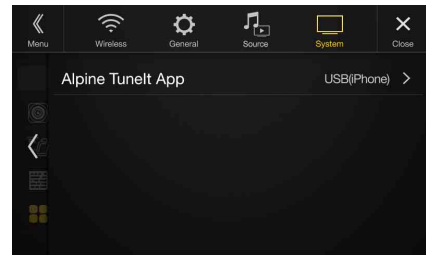 Menu
Wireless
General
Source
System
Close
Alpine TuneIt App
USB(iPhone)